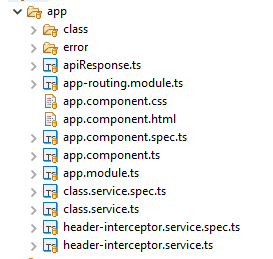 app
class
error
apiResponse.ts
app-routing.module.ts
app.component.css
app.component.html
app.component.spec.ts
app.component.ts
app.module.ts
class.service.spec.ts
class.service.ts
header-interceptor.service.spec.ts
header-interceptor.service.ts